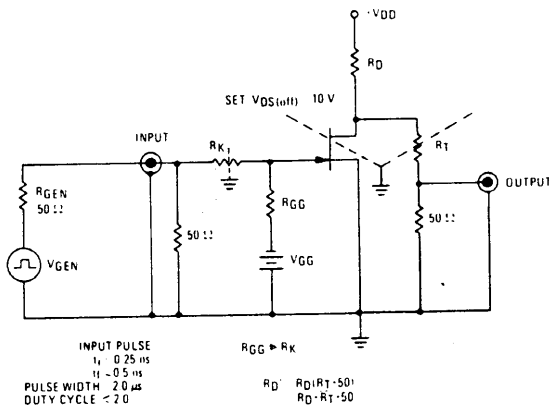 +VDD
RD
SET VDS(off) 10 V
INPUT
RK
RT
OUTPUT
RGEN
50 Ω
RGG
50 Ω
50 Ω
VGEN
VGG
INPUT PULSE
0.25 ns
0.5 ns
PULSE WIDTH 2.0 µs
DUTY CYCLE < 2.0
RGG > RK
RD' RD(RT+50)
RD+RT+50